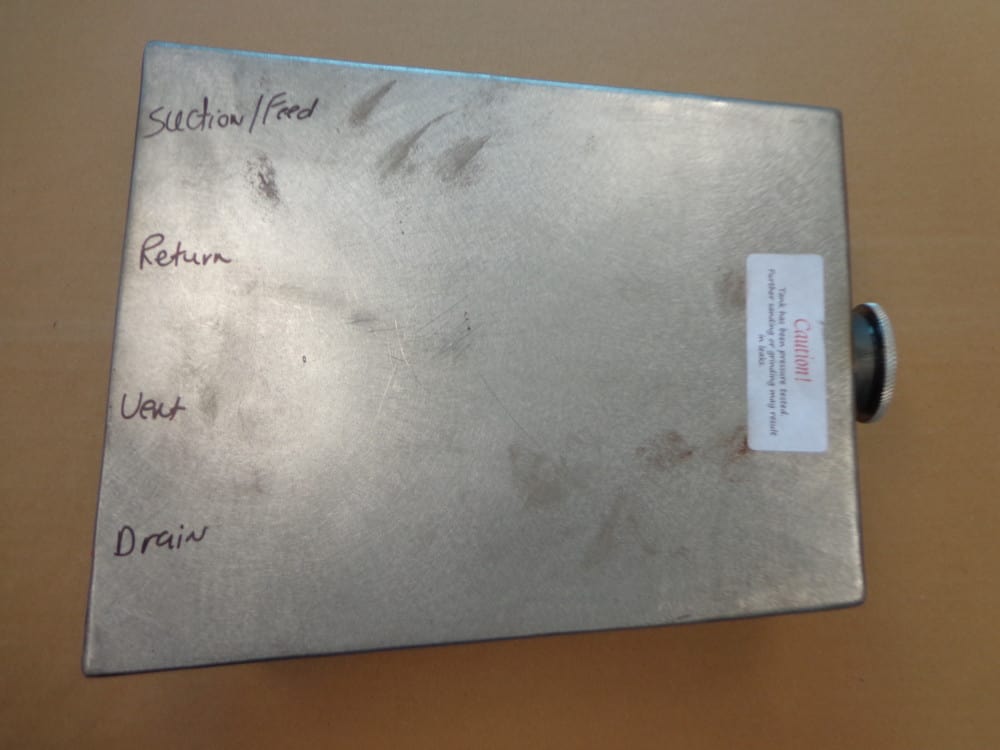 Suction/Feed
Return
Vent
Drain
Caution!
Tank has been pressure tested.
Further sanding or grinding may result
in leaks.